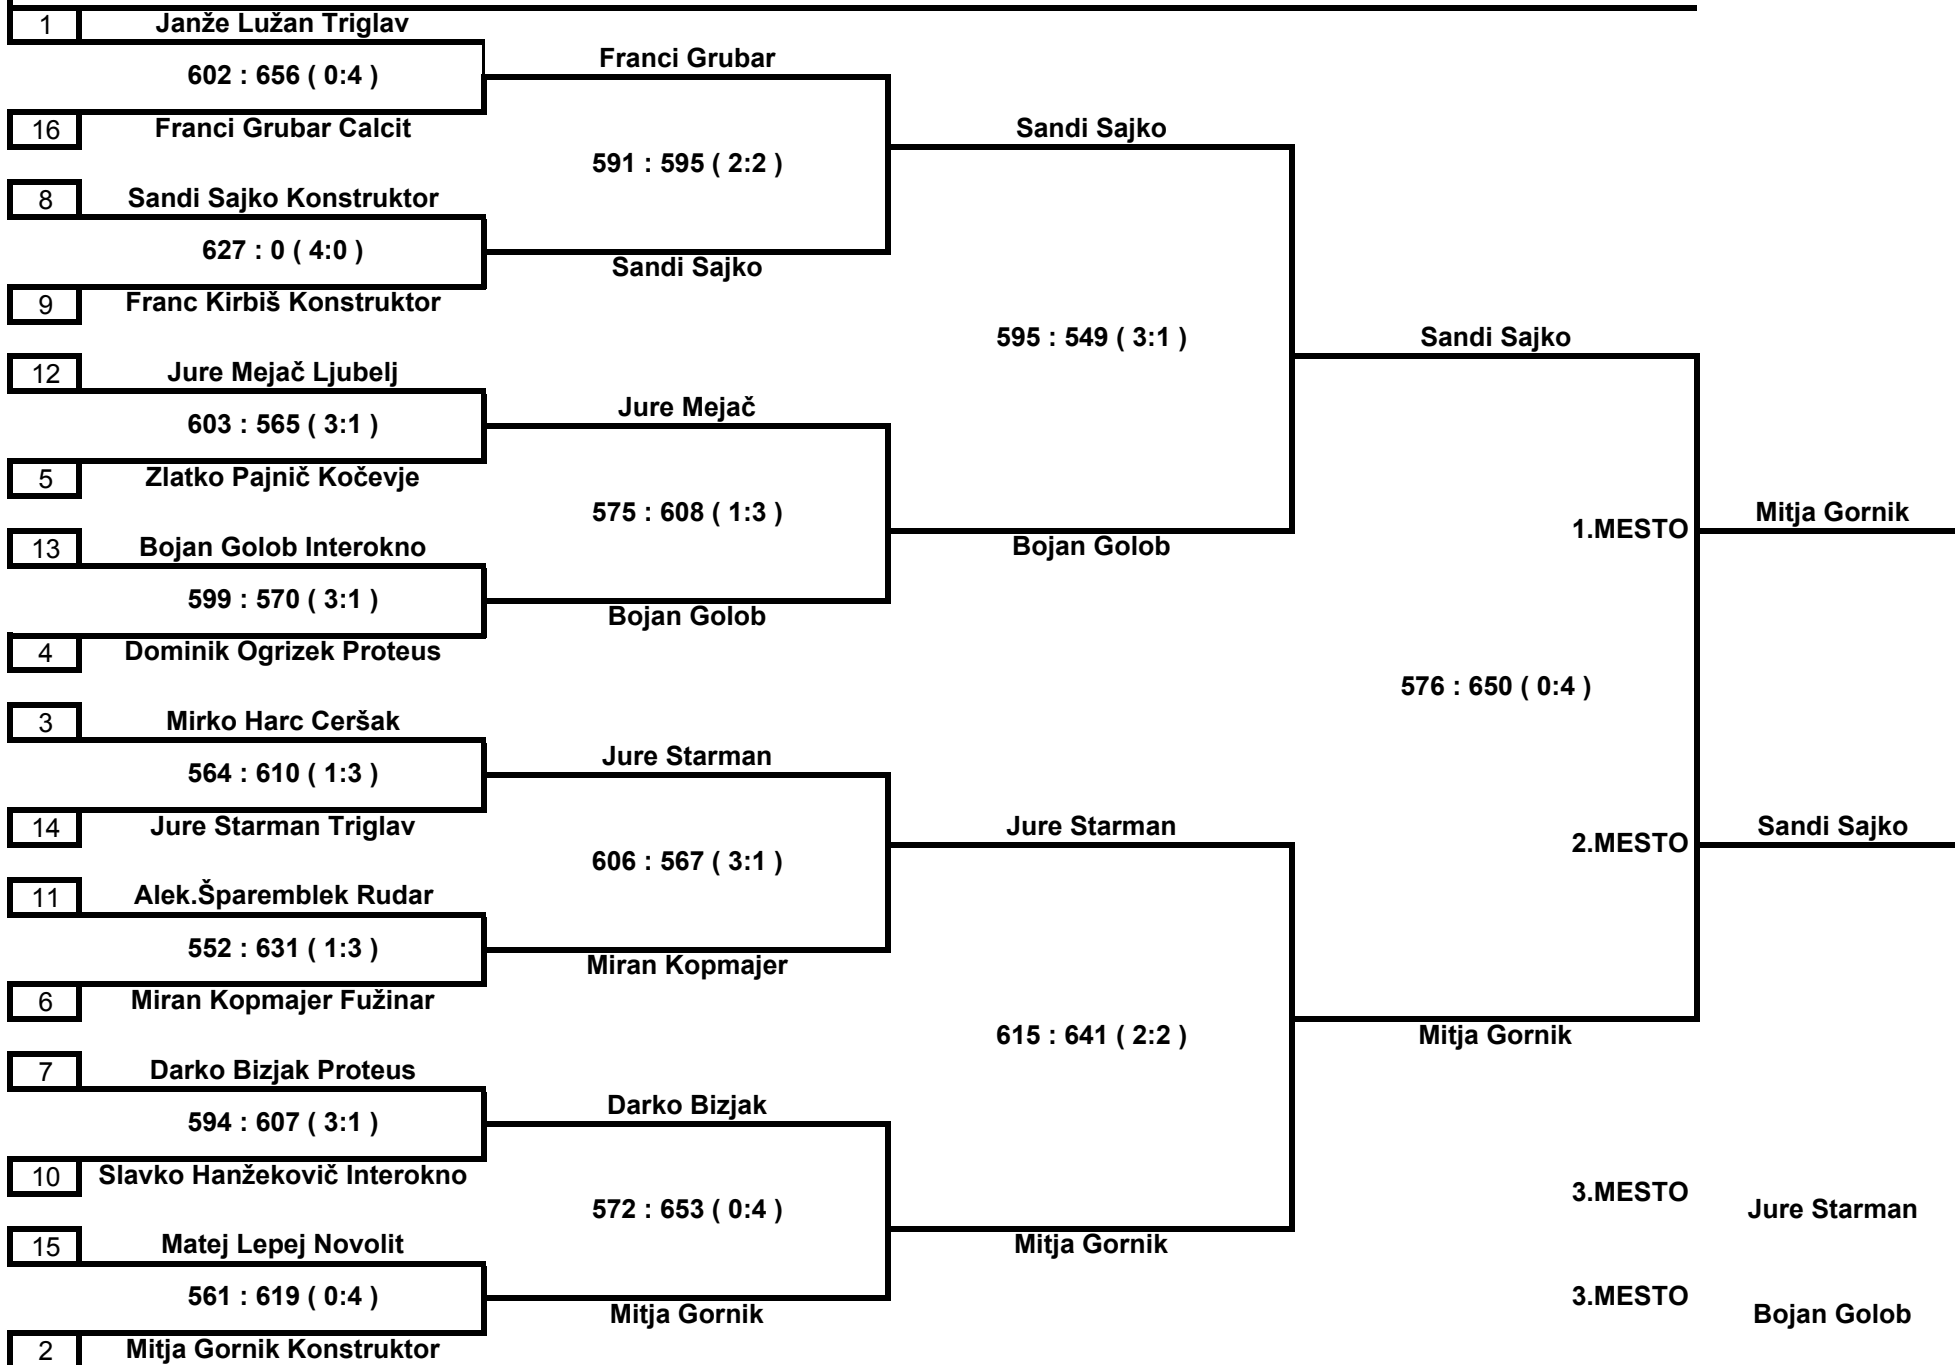 1 Janže Lužan Triglav
602 : 656 ( 0:4 )
Franci Grubar
16 Franci Grubar Calcit
Sandi Sajko
591 : 595 ( 2:2 )
8 Sandi Sajko Konstruktor
627 : 0 ( 4:0 )
Sandi Sajko
9 Franc Kirbiš Konstruktor
595 : 549 ( 3:1 )
Sandi Sajko
12 Jure Mejač Ljubelj
603 : 565 ( 3:1 )
Jure Mejač
5 Zlatko Pajnič Kočevje
575 : 608 ( 1:3 )
1.MESTO Mitja Gornik
13 Bojan Golob Interokno
Bojan Golob
599 : 570 ( 3:1 )
Bojan Golob
4 Dominik Ogrizek Proteus
576 : 650 ( 0:4 )
3 Mirko Harc Ceršak
564 : 610 ( 1:3 )
Jure Starman
14 Jure Starman Triglav
Jure Starman
2.MESTO Sandi Sajko
606 : 567 ( 3:1 )
11 Alek.Šparemblek Rudar
552 : 631 ( 1:3 )
Miran Kopmajer
6 Miran Kopmajer Fužinar
615 : 641 ( 2:2 )
Mitja Gornik
7 Darko Bizjak Proteus
594 : 607 ( 3:1 )
Darko Bizjak
10 Slavko Hanžekovič Interokno
572 : 653 ( 0:4 )
3.MESTO Jure Starman
15 Matej Lepej Novolit
Mitja Gornik
561 : 619 ( 0:4 )
Mitja Gornik
3.MESTO Bojan Golob
2 Mitja Gornik Konstruktor